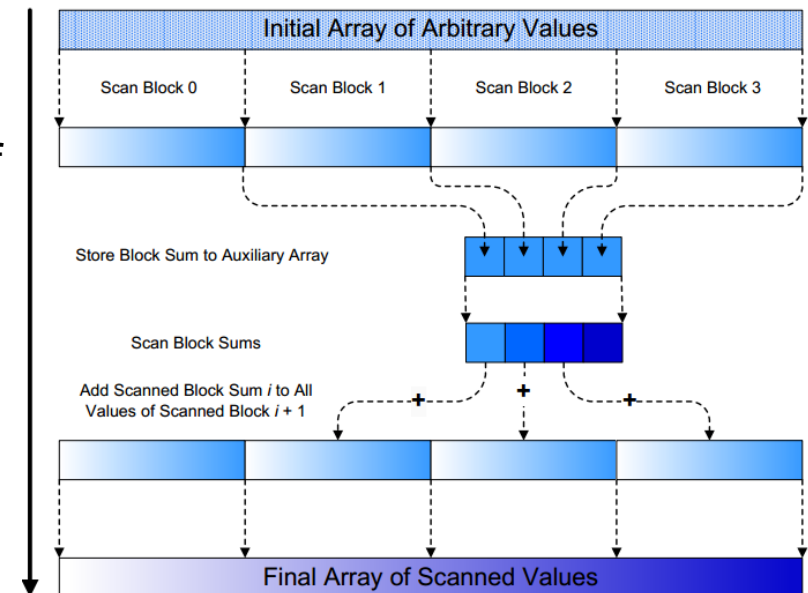 Initial Array of Arbitrary Values
Scan Block 0 Scan Block 1 Scan Block 2 Scan Block 3
Store Block Sum to Auxiliary Array
Scan Block Sums
Add Scanned Block Sum i to All
Values of Scanned Block i + 1
+ + +
Final Array of Scanned Values